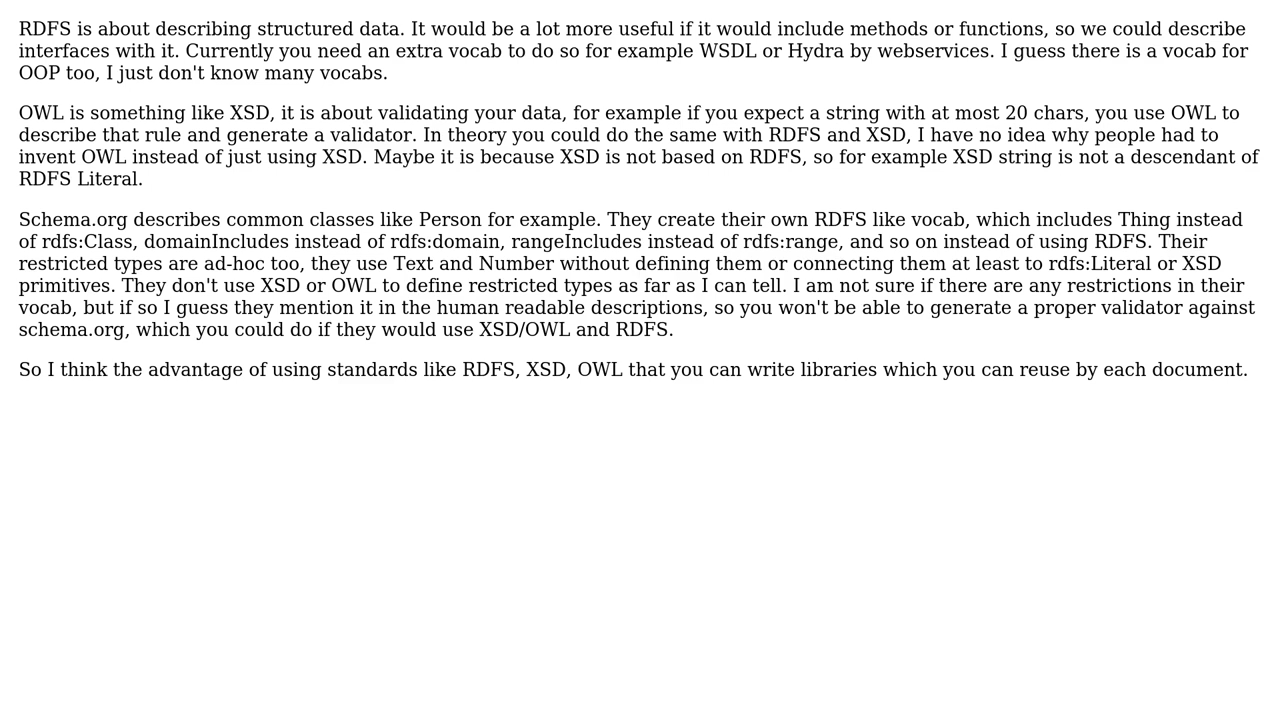 RDFS is about describing structured data. It would be a lot more useful if it would include methods or functions, so we could describe
interfaces with it. Currently you need an extra vocab to do so for example WSDL or Hydra by webservices. I guess there is a vocab for
OOP too, I just don't know many vocabs.
OWL is something like XSD, it is about validating your data, for example if you expect a string with at most 20 chars, you use OWL to
describe that rule and generate a validator. In theory you could do the same with RDFS and XSD, I have no idea why people had to
invent OWL instead of just using XSD. Maybe it is because XSD is not based on RDFS, so for example XSD string is not a descendant of
RDFS Literal.
Schema.org describes common classes like Person for example. They create their own RDFS like vocab, which includes Thing instead
of rdfs:Class, domainIncludes instead of rdfs:domain, rangeIncludes instead of rdfs:range, and so on instead of using RDFS. Their
restricted types are ad-hoc too, they use Text and Number without defining them or connecting them at least to rdfs:Literal or XSD
primitives. They don't use XSD or OWL to define restricted types as far as I can tell. I am not sure if there are any restrictions in their
vocab, but if so I guess they mention it in the human readable descriptions, so you won't be able to generate a proper validator against
schema.org, which you could do if they would use XSD/OWL and RDFS.
So I think the advantage of using standards like RDFS, XSD, OWL that you can write libraries which you can reuse by each document.